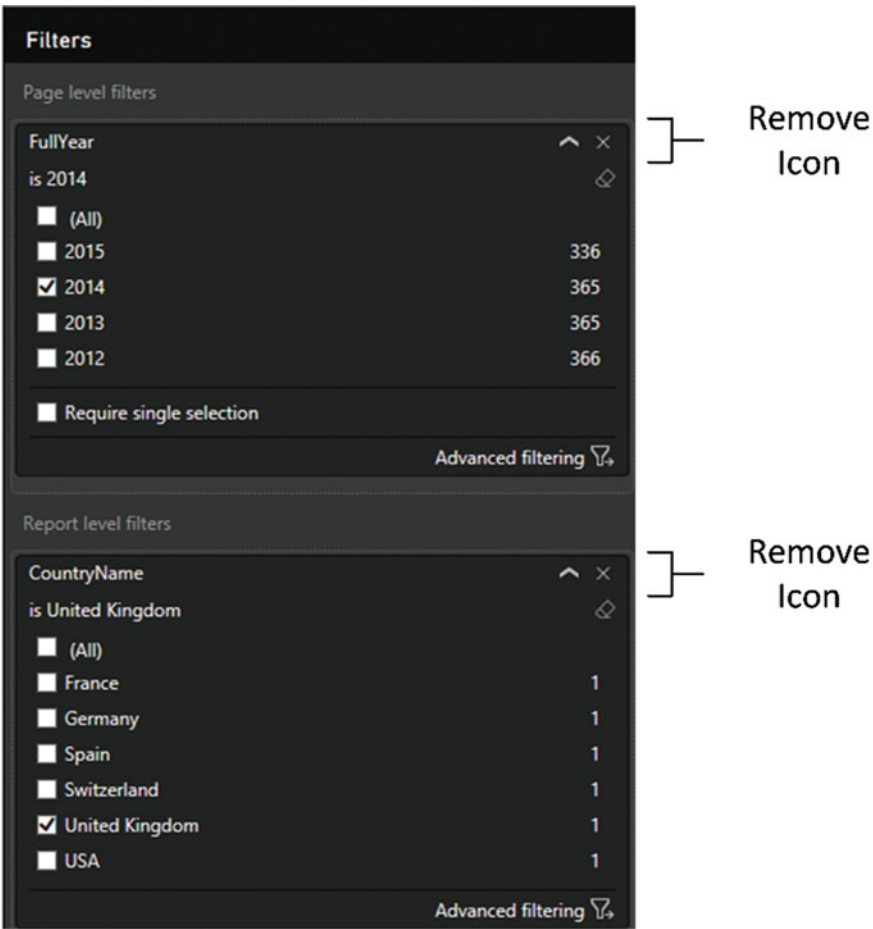 Filters
Page level filters
FullYear
Remove
Icon
is 2014
(All)
2015 336
2014 365
2013 365
2012 366
Require single selection
Advanced filtering
Report level filters
CountryName
Remove
Icon
is United Kingdom
(All)
France 1
Germany 1
Spain 1
Switzerland 1
United Kingdom 1
USA 1
Advanced filtering